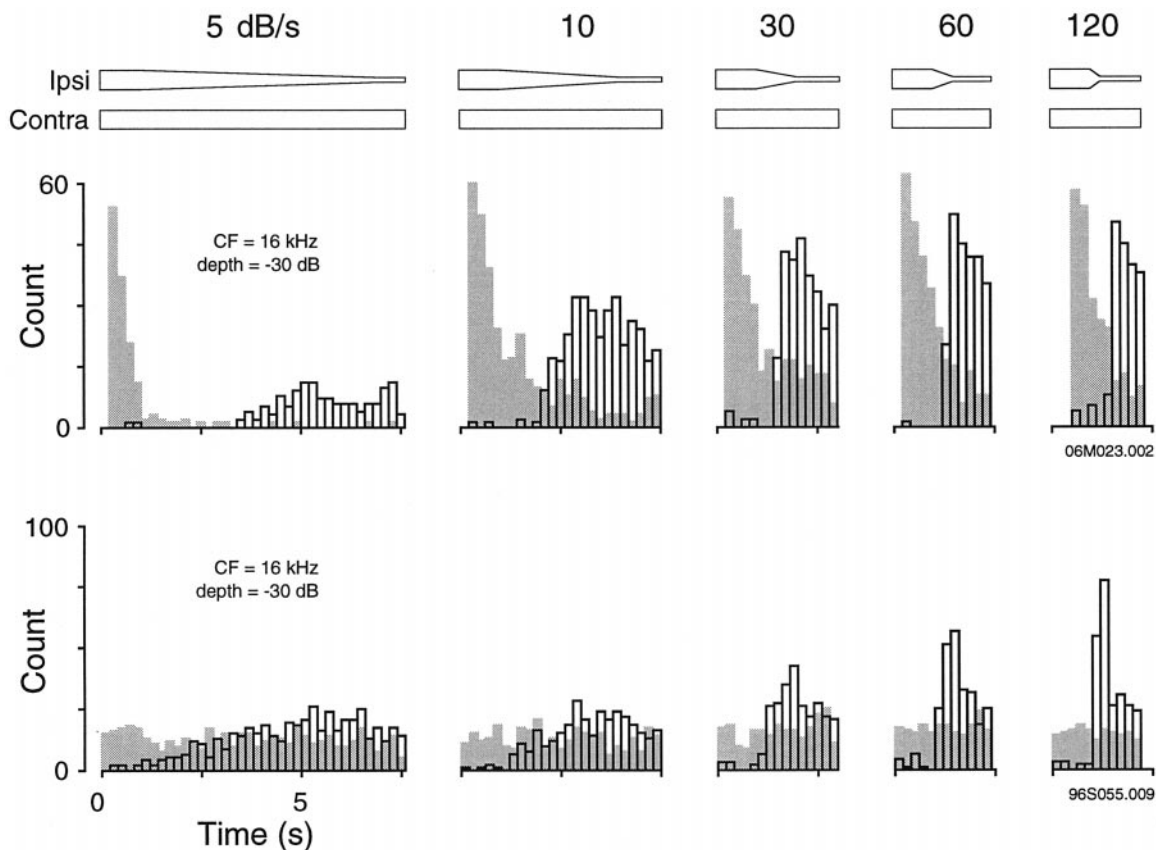 5 dB/s 10 30 60 120
Ipsi
Contra
60
CF = 16 kHz
depth = -30 dB
Count
0
06M023.002
100
CF = 16 kHz
depth = -30 dB
50
Count
0
96S055.009
0 5
Time (s)